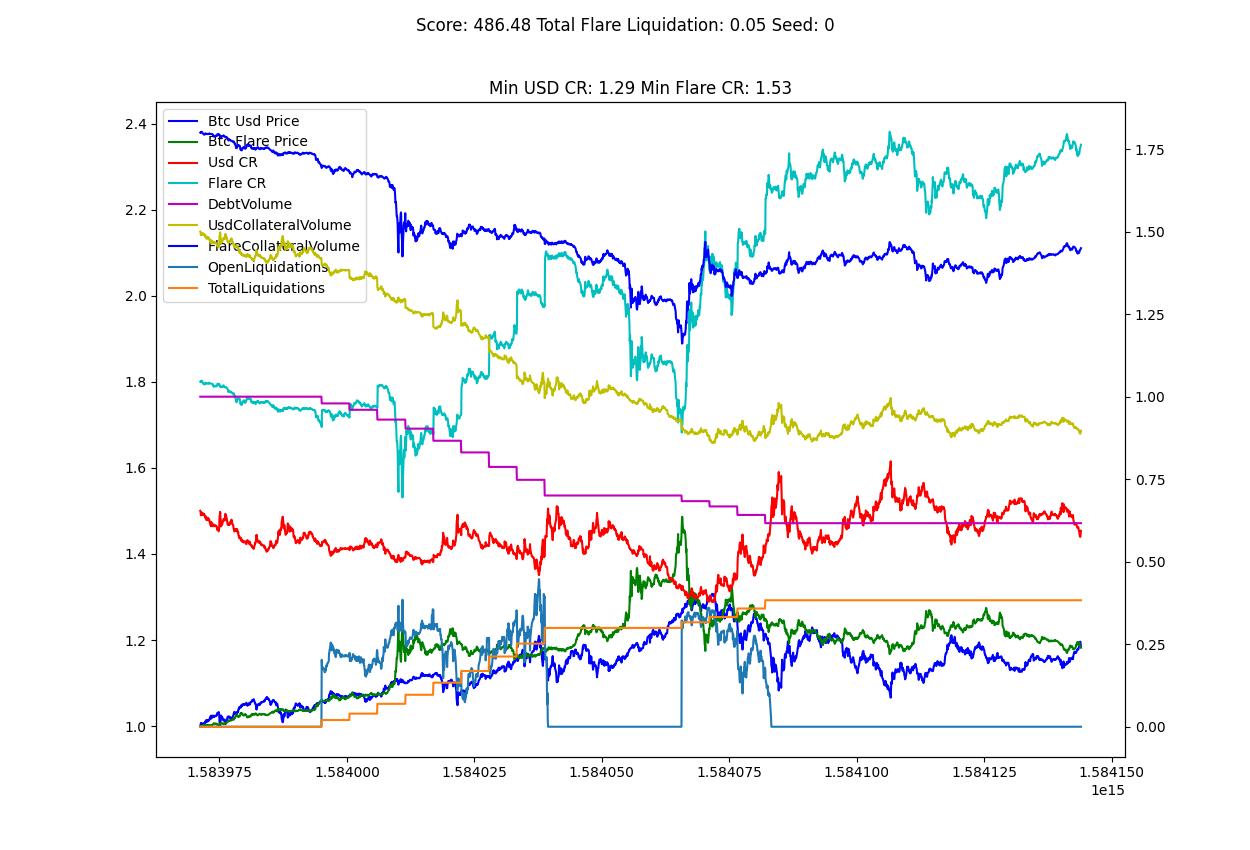 Score: 486.48 Total Flare Liquidation: 0.05 Seed: 0
Min USD CR: 1.29 Min Flare CR: 1.53
Btc Usd Price
Btc Flare Price
Usd CR
Flare CR
DebtVolume
UsdCollateralVolume
FlareCollateralVolume
OpenLiquidations
TotalLiquidations
2.4
2.2
2.0
1.8
1.6
1.4
1.2
1.0
1.75
1.50
1.25
1.00
0.75
0.50
0.25
0.00
1.583975 1.584000 1.584025 1.584050 1.584075 1.584100 1.584125 1.584150
1e15